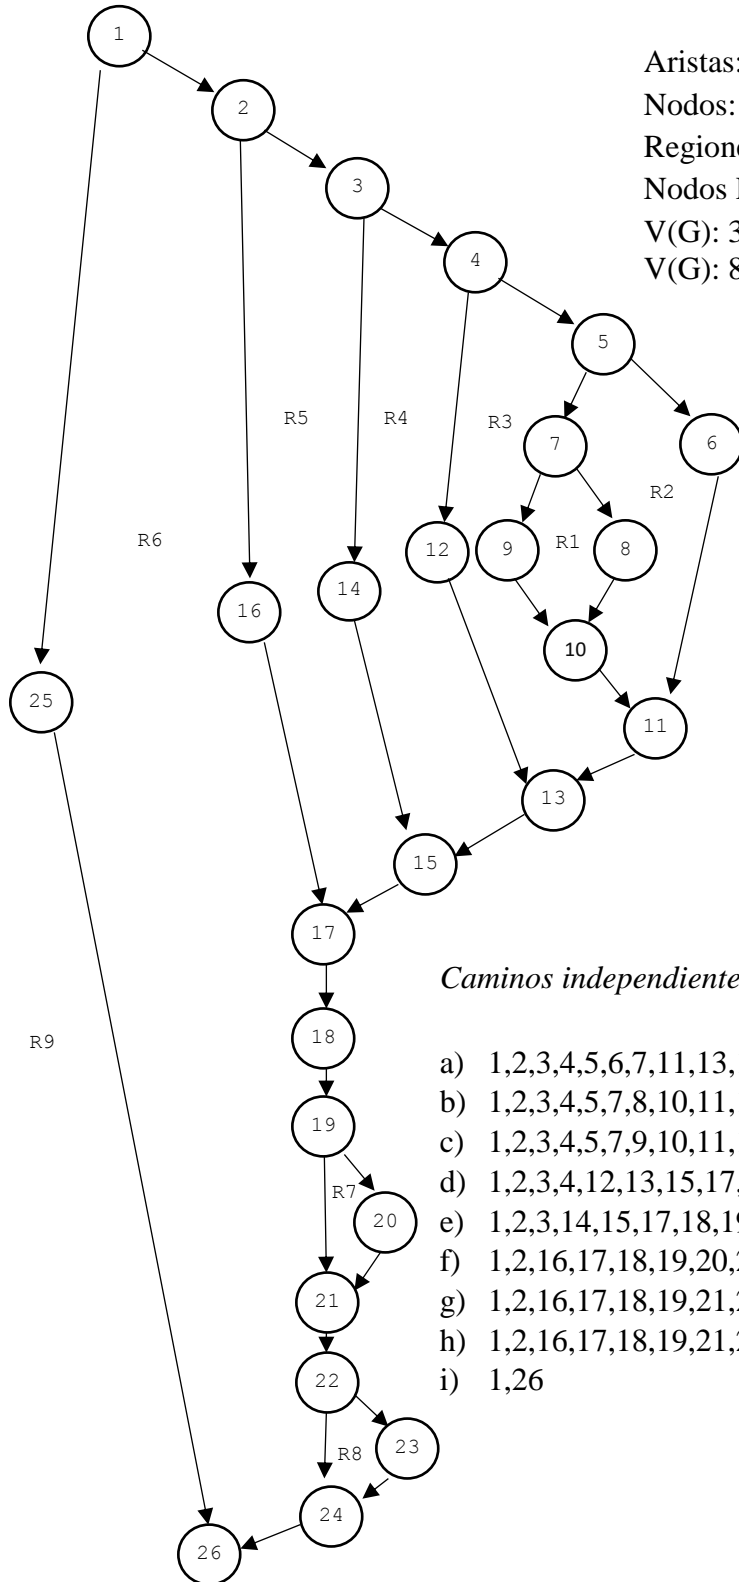 1
Aristas:
2
Nodos:
3
Nodos
V(G): 3
4
V(G): 8
5
R5
R4
R3
7
6
R2
R6
12
9
R1
8
16
14
10
25
11
13
15
17
Caminos independiente
R9
18
a) 1,2,3,4,5,6,7,11,13,
19
b) 1,2,3,4,5,7,8,10,11,
c) 1,2,3,4,5,7,9,10,11,
R7
d) 1,2,3,4,12,13,15,17,
20
e) 1,2,3,14,15,17,18,19
f) 1,2,16,17,18,19,20,2
21
g) 1,2,16,17,18,19,21,2
h) 1,2,16,17,18,19,21,2
22
i) 1,26
23
R8
24
26